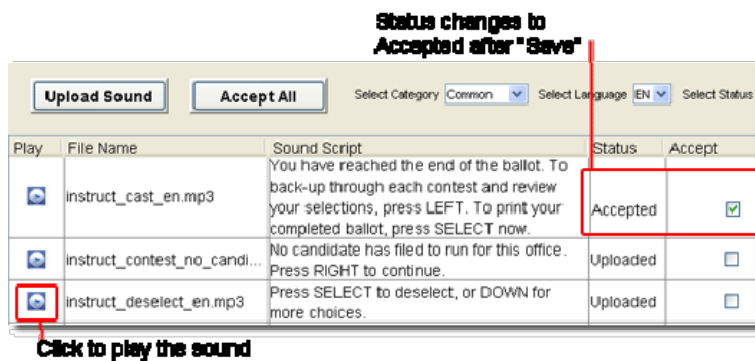 Status changes to
Accepted after "Save"
Upload Sound Accept All Select Category Common Select Language EN Select Status
Play File Name Sound Script Status Accept
You have reached the end of the ballot. To
back-up through each contest and review
your selections, press LEFT. To print your
completed ballot, press SELECT now.
instruct_cast_en.mp3
Accepted
No candidate has filed to run for this office.
Press RIGHT to continue.
instruct_contest_no_candi...
Uploaded
Press SELECT to deselect, or DOWN for
more choices.
instruct_deselect_en.mp3
Uploaded
Click to play the sound